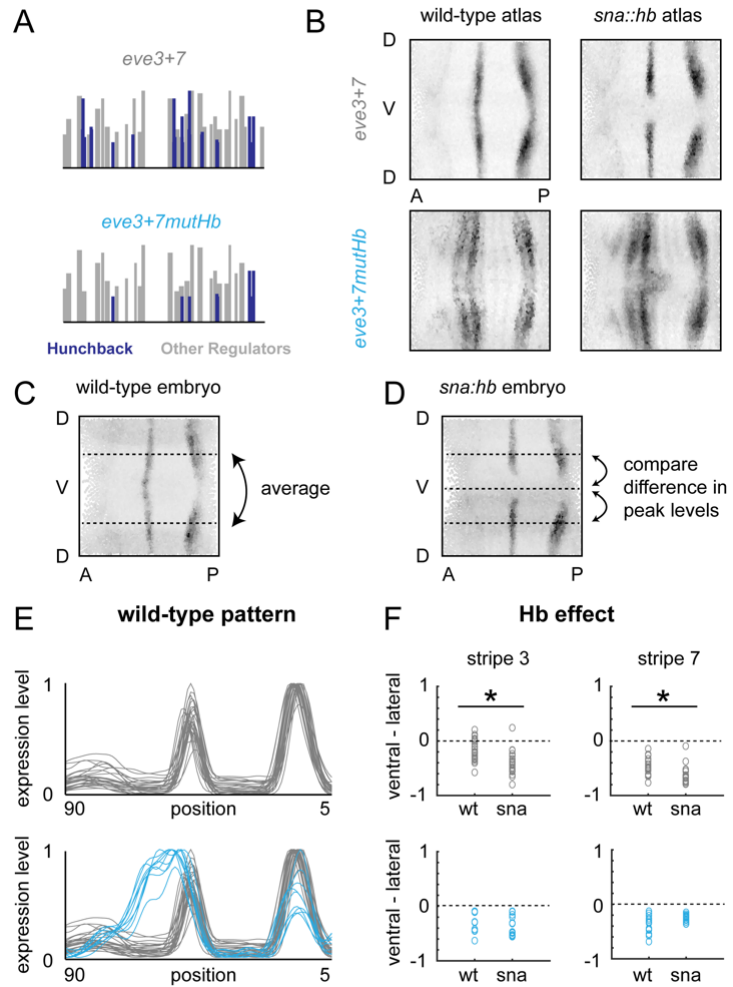 A
eve3+7
eve3+7mutHb
Hunchback Other Regulators
B
wild-type atlas sna::hb atlas
eve3+7
D
V
D
A P
eve3+7mutHb
C
wild-type embryo
D
V
D
A P
average
D
sna:hb embryo
D
V
D
A P
compare
difference in
peak levels
E
wild-type pattern
expression level
1
0
90 position 5
expression level
1
0
90 position 5
F
Hb effect
stripe 3 stripe 7
ventral - lateral
1
0
-1
*
wt sna
1
0
-1
*
wt sna
ventral - lateral
1
0
-1
wt sna
1
0
-1
wt sna